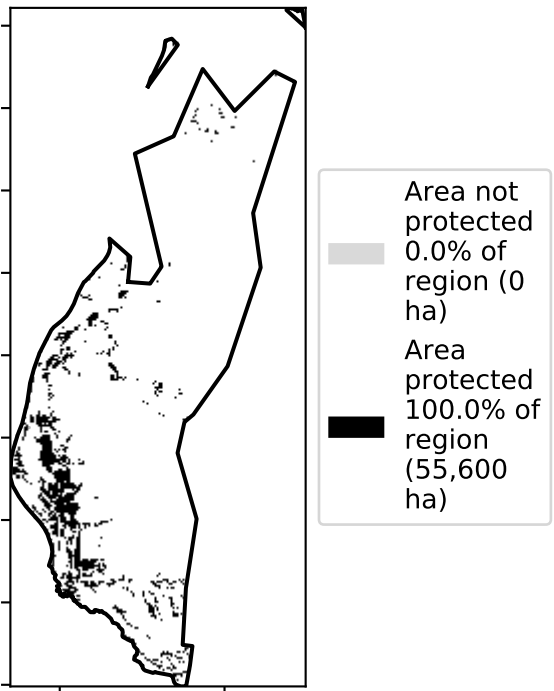 Area not
protected
0.0% of
region (0
ha)
Area
protected
100.0% of
region
(55,600
ha)